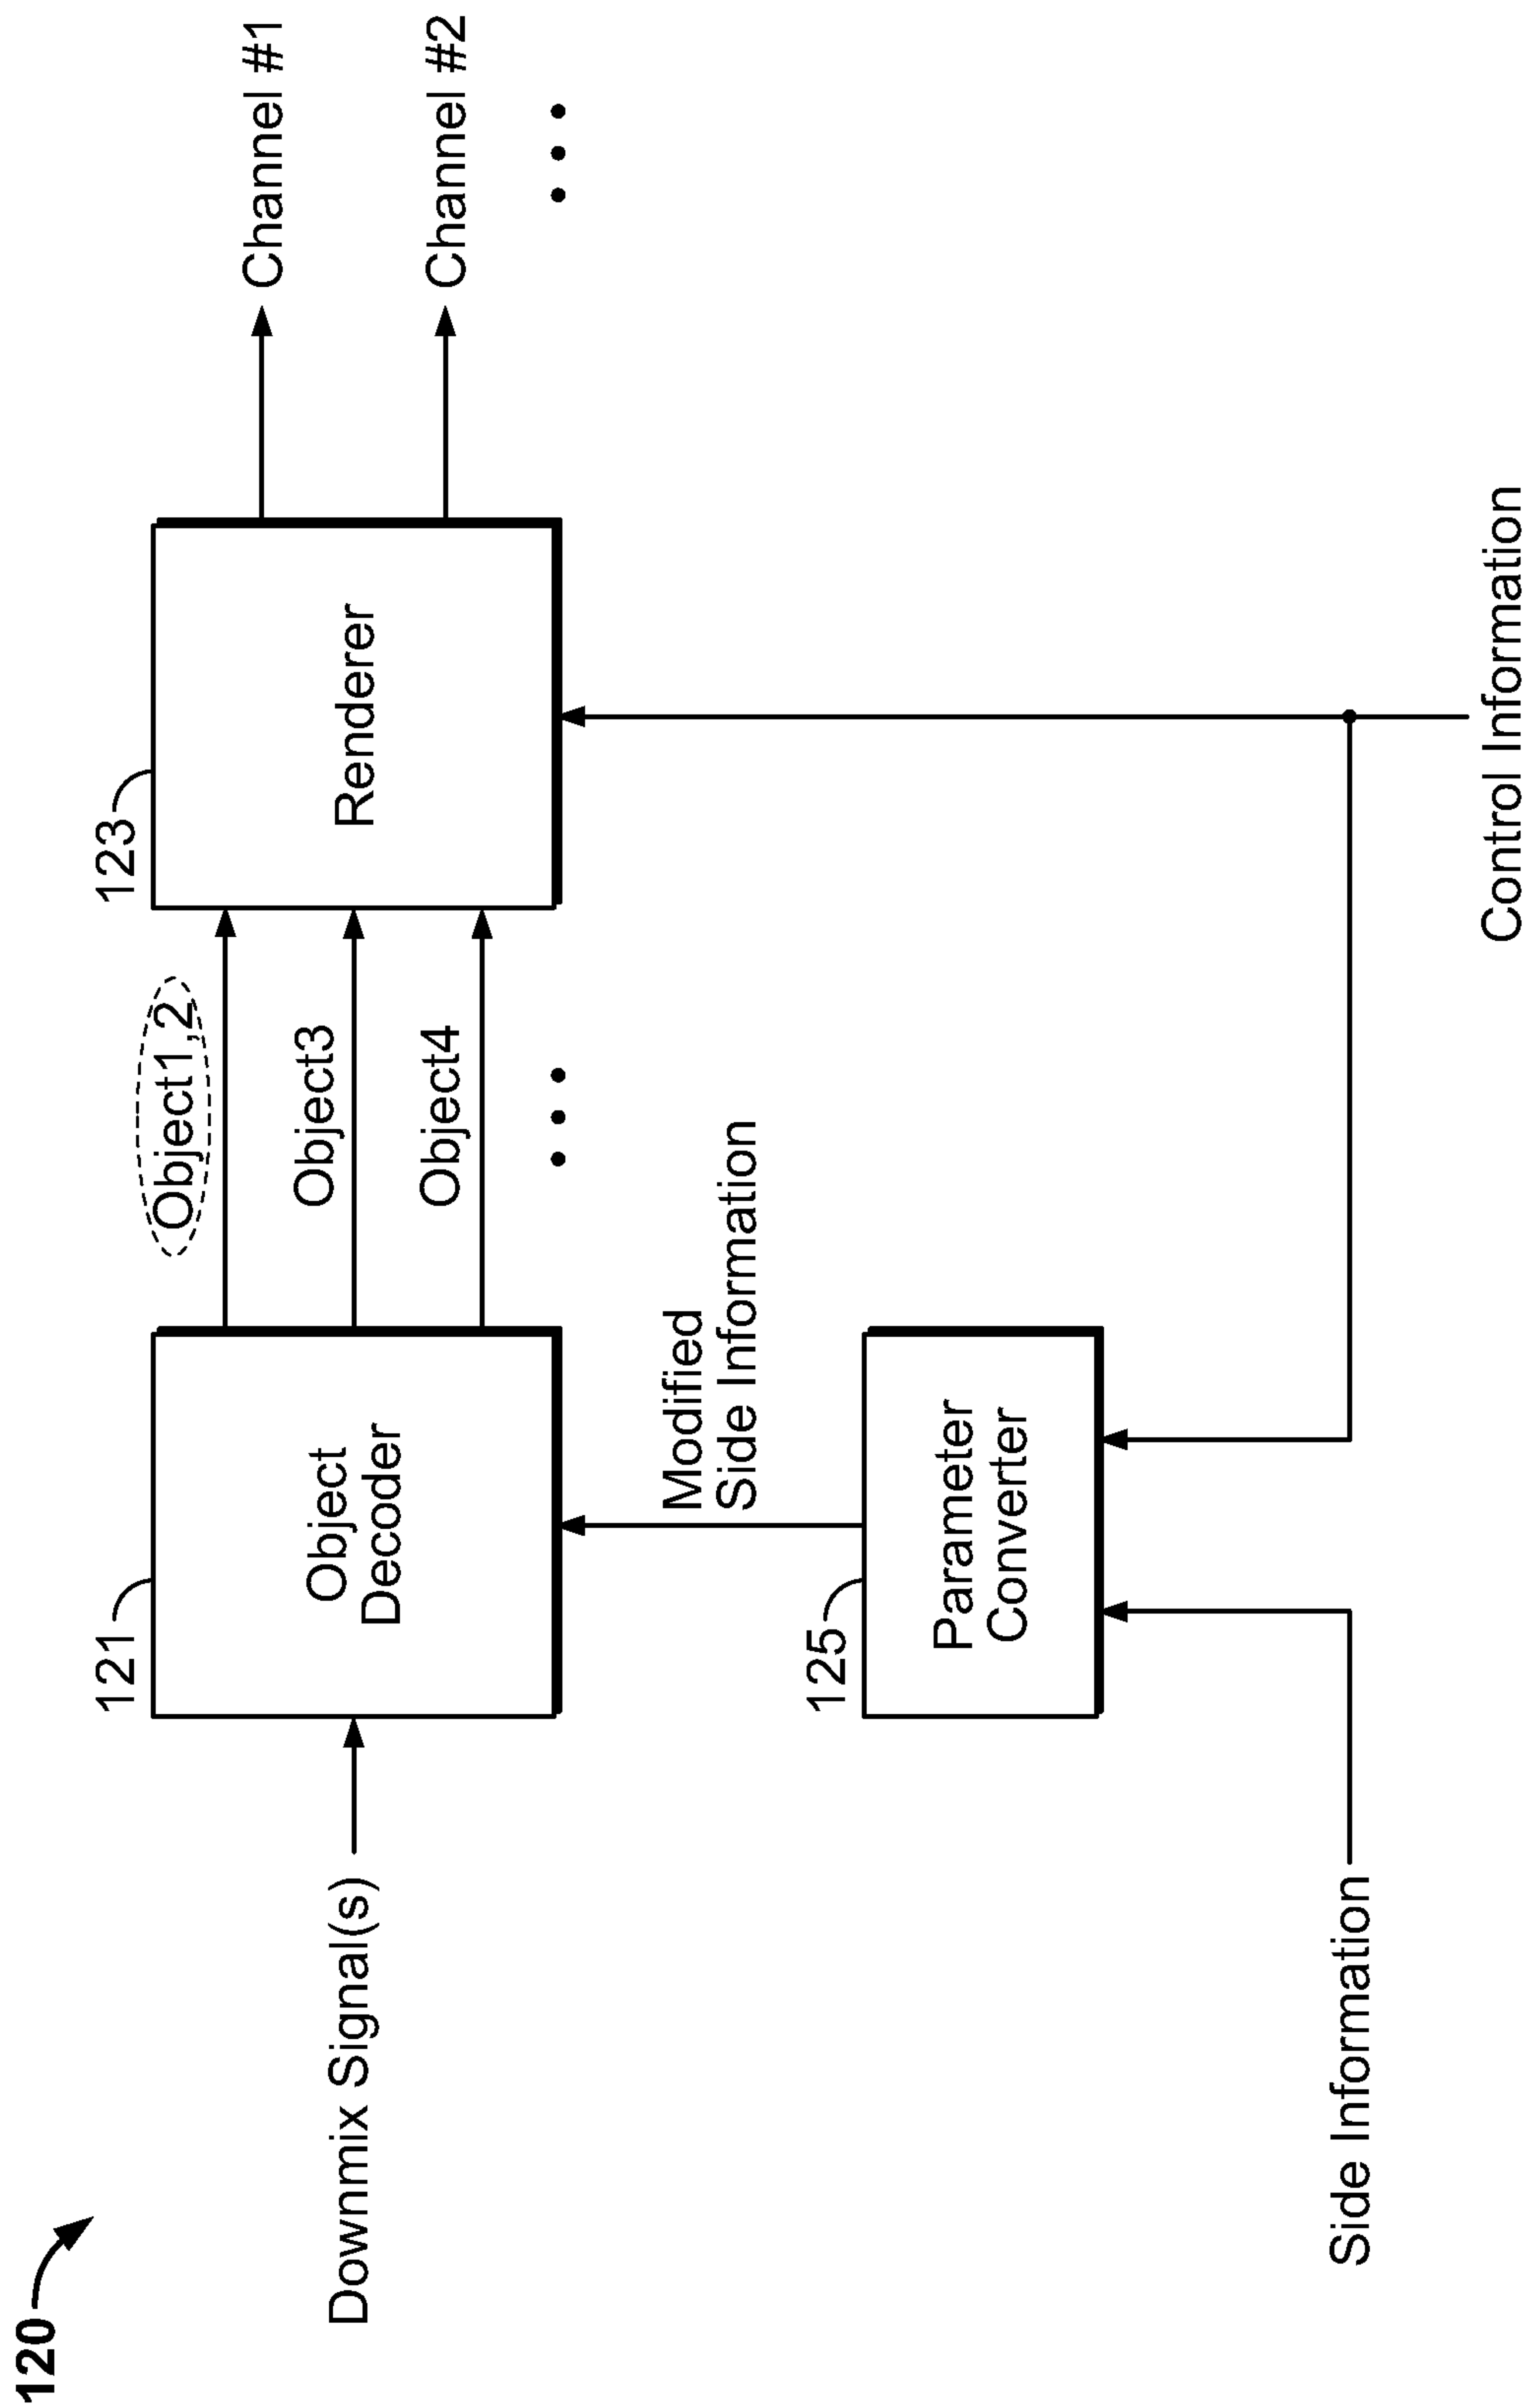 120
121
123
Object1,2
Channel #1
Downmix Signal(s)
Object
Decoder
Object3
Renderer
Object4
Channel #2
Modified
Side Information
125
Parameter
Converter
Side Information
Control Information